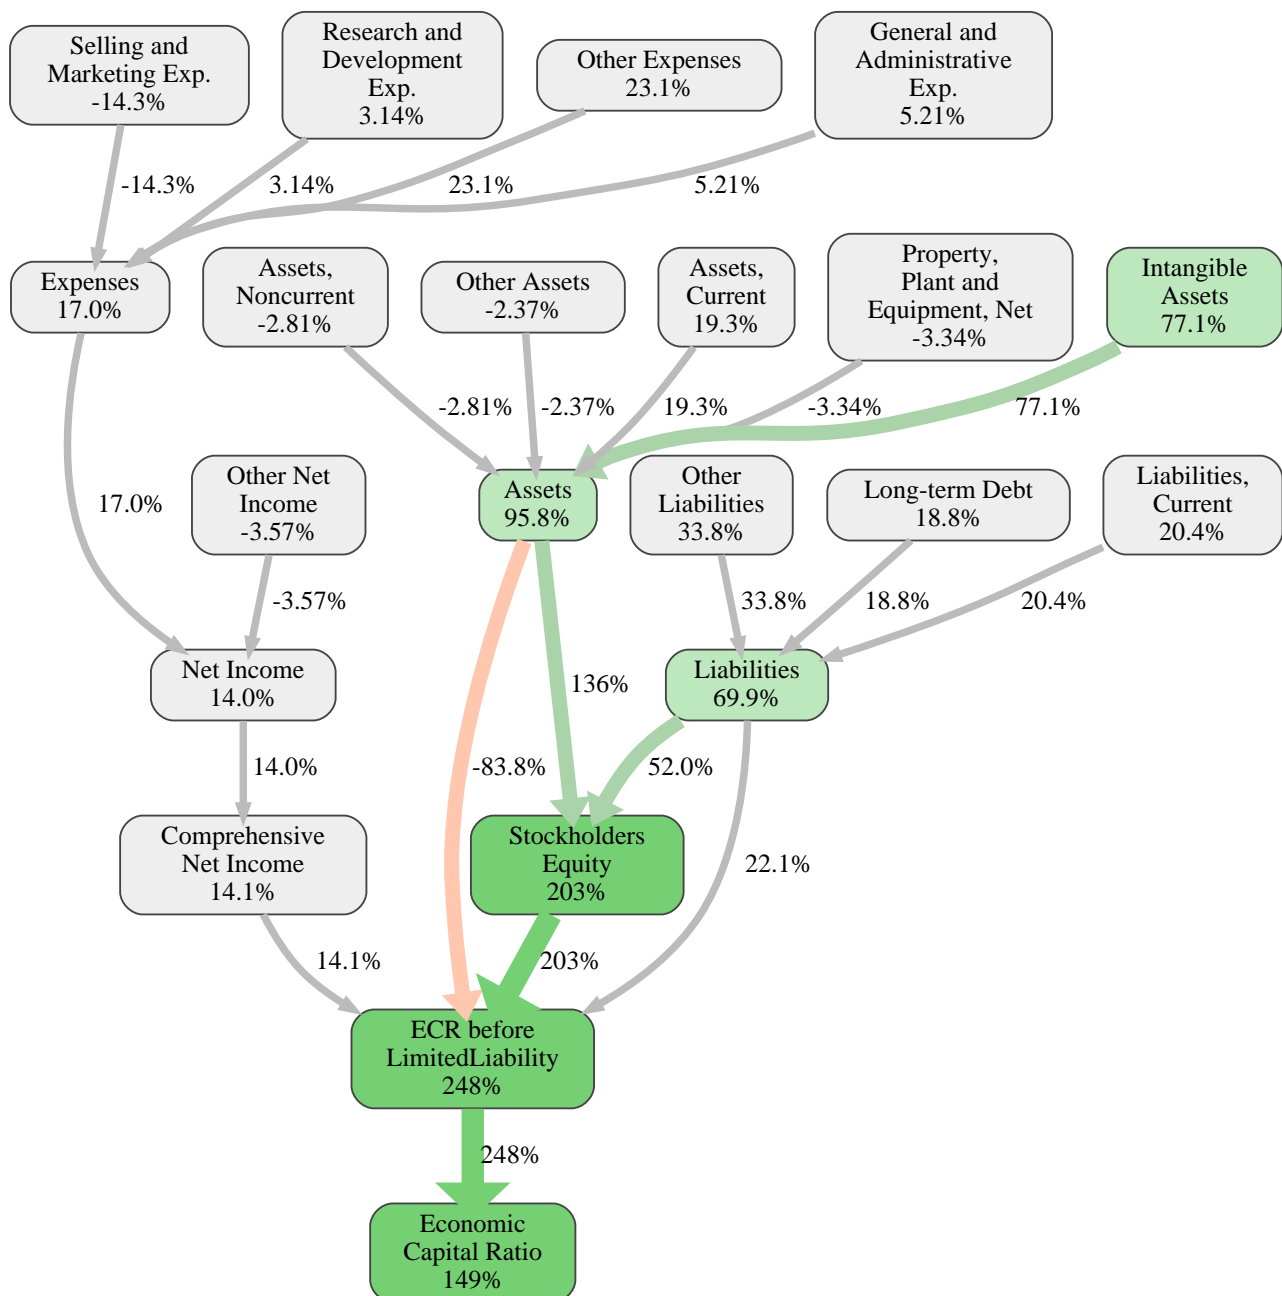 Selling and
Marketing Exp.
-14.3%
Research and
Development
Exp.
3.14%
Other Expenses
23.1%
General and
Administrative
Exp.
5.21%
-14.3%
3.14%
23.1%
5.21%
Expenses
17.0%
Assets,
Noncurrent
-2.81%
Other Assets
-2.37%
Assets,
Current
19.3%
Property,
Plant and
Equipment, Net
-3.34%
Intangible
Assets
77.1%
-2.81%
-2.37%
19.3%
-3.34%
77.1%
17.0%
Other Net
Income
-3.57%
Assets
95.8%
Other
Liabilities
33.8%
Long-term Debt
18.8%
Liabilities,
Current
20.4%
-3.57%
33.8%
18.8%
20.4%
Net Income
14.0%
136%
Liabilities
69.9%
14.0%
-83.8%
52.0%
Comprehensive
Net Income
14.1%
Stockholders
Equity
203%
22.1%
14.1%
203%
ECR before
LimitedLiability
248%
248%
Economic
Capital Ratio
149%